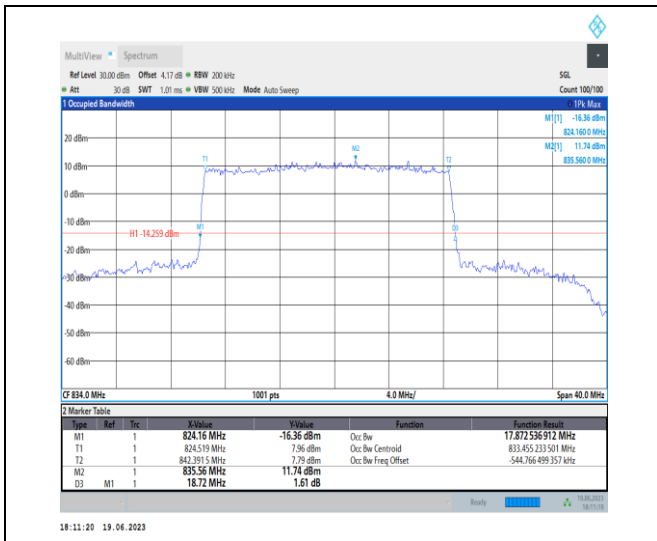 MultiView Spectrum
Ref Level 30.00 dBm Offset 4.17 dB RBW 200 kHz SGL
Att 30 dB SWT 1.01 ms VBW 500 kHz Mode Auto Sweep Count 100/100
1 Occupied Bandwidth 1Pk Max
M1[1] -16.36 dBm
824.160 0 MHz
M2[1] 11.74 dBm
835.560 0 MHz
20 dBm
M2
T1
T2
10 dBm
0 dBm
-10 dBm
M1
D3
H1 -14.259 dBm
-20 dBm
-30 dBm
-40 dBm
-50 dBm
-60 dBm
CF 834.0 MHz 1001 pts 4.0 MHz/ Span 40.0 MHz
2 Marker Table
Type Ref Trc X-Value Y-Value Function Function Result
M1 1 824.16 MHz -16.36 dBm Occ Bw 17.872 536 912 MHz
T1 1 824.519 MHz 7.96 dBm Occ Bw Centroid 833.455 233 501 MHz
T2 1 842.391 5 MHz 7.79 dBm Occ Bw Freq Offset -544.766 499 357 kHz
M2 1 835.56 MHz 11.74 dBm
D3 M1 1 18.72 MHz 1.61 dB
Ready 19.06.2023
18:11:19
18:11:20 19.06.2023